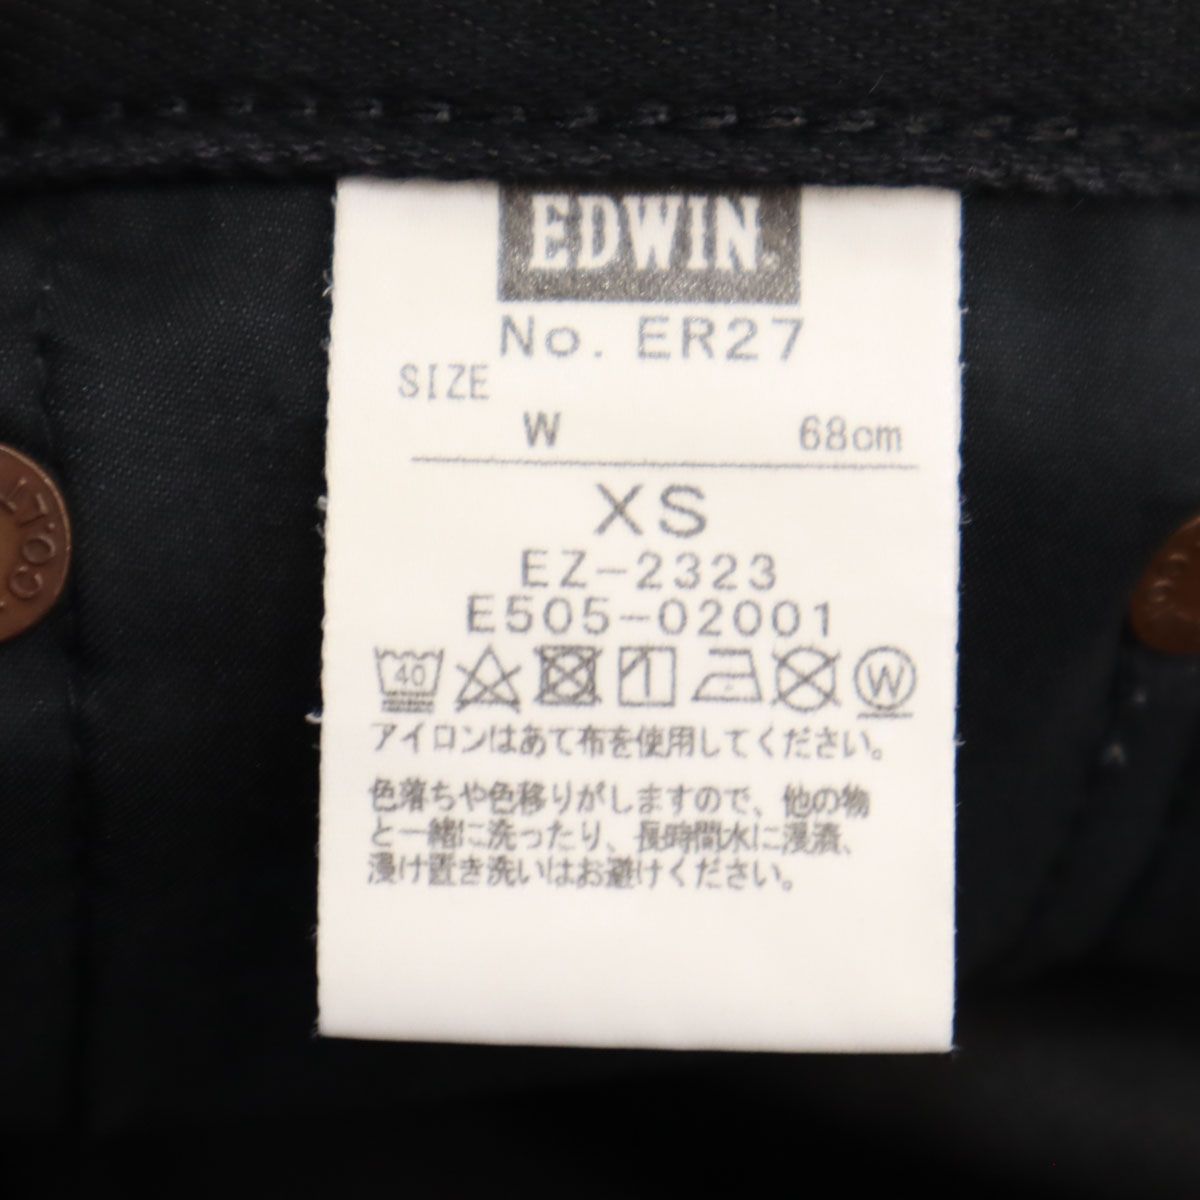 EDWIN
No. ER27
SIZE
W 68cm
XS
EZ-2323
E505-02001
40
W
アイロンはあて布を使用してください。
色落ちや色移りがしますので、他の物
と一緒に洗ったり、長時間水に浸漬、
浸け置き洗いはお避けください。